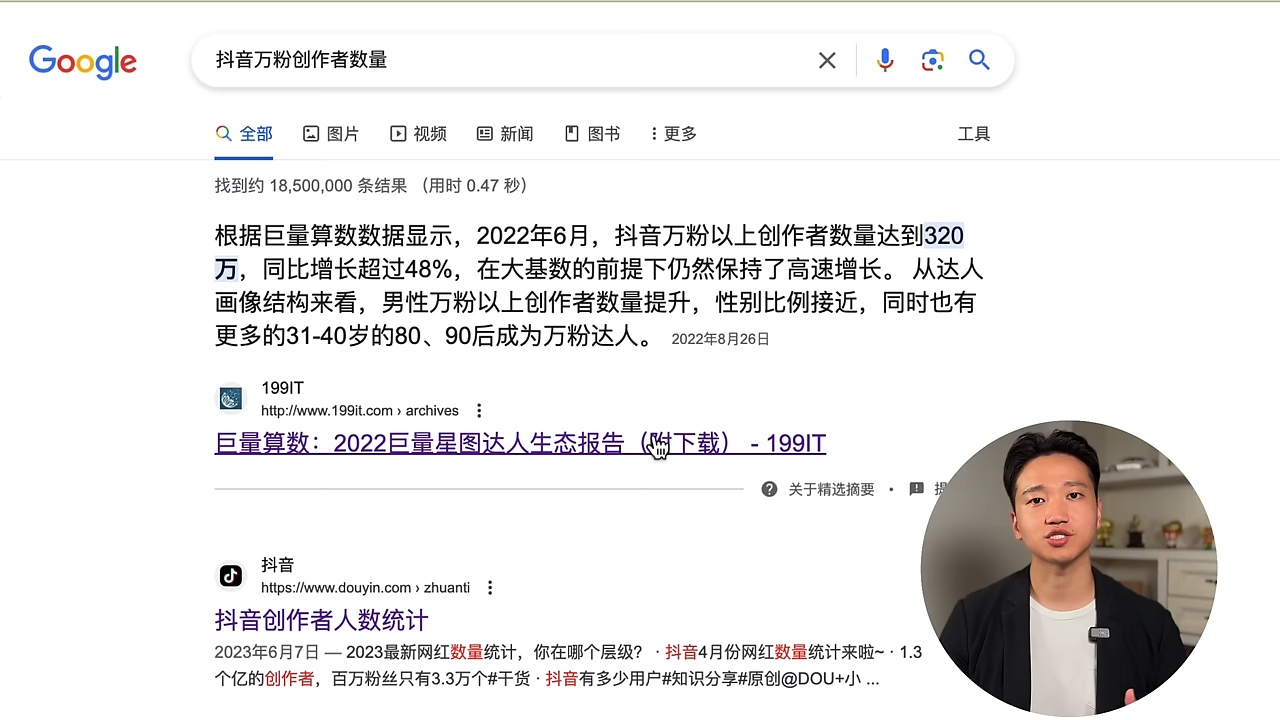 Google
抖音万粉创作者数量
全部 图片 视频 新闻 图书 更多 工具
找到约 18,500,000 条结果 （用时 0.47 秒）
根据巨量算数数据显示，2022年6月，抖音万粉以上创作者数量达到320
万，同比增长超过48%，在大基数的前提下仍然保持了高速增长。 从达人
画像结构来看，男性万粉以上创作者数量提升，性别比例接近，同时也有
更多的31-40岁的80、90后成为万粉达人。 2022年8月26日
199IT
http://www.199it.com › archives
巨量算数：2022巨量星图达人生态报告（附下载） - 199IT
关于精选摘要 · 提
抖音
https://www.douyin.com › zhuanti
抖音创作者人数统计
2023年6月7日 — 2023最新网红数量统计，你在哪个层级？ · 抖音4月份网红数量统计来啦~ · 1.3
个亿的创作者，百万粉丝只有3.3万个#干货 · 抖音有多少用户#知识分享#原创@DOU+小 ...